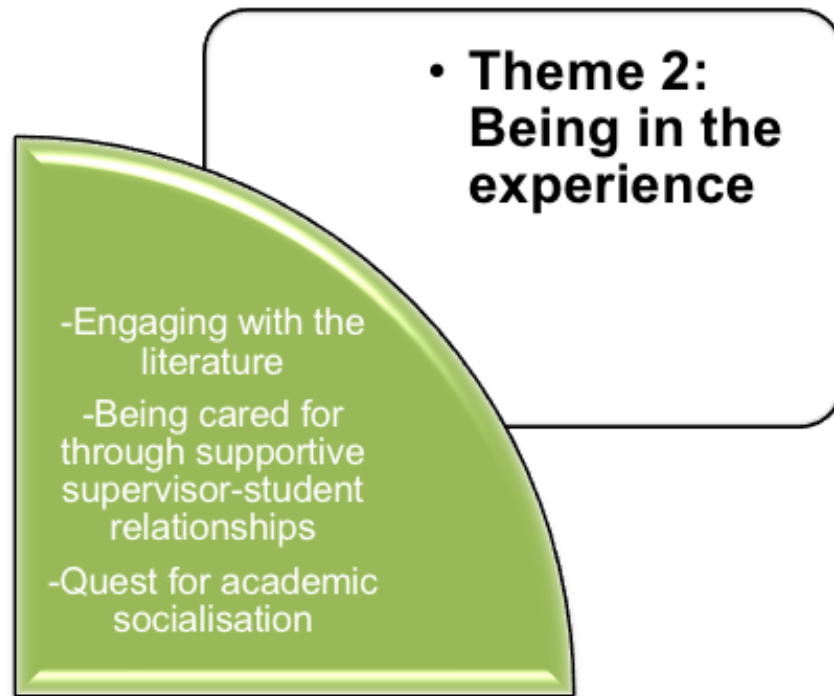 • Theme 2:
Being in the
experience
-Engaging with the
literature
-Being cared for
through supportive
supervisor-student
relationships
-Quest for academic
socialisation